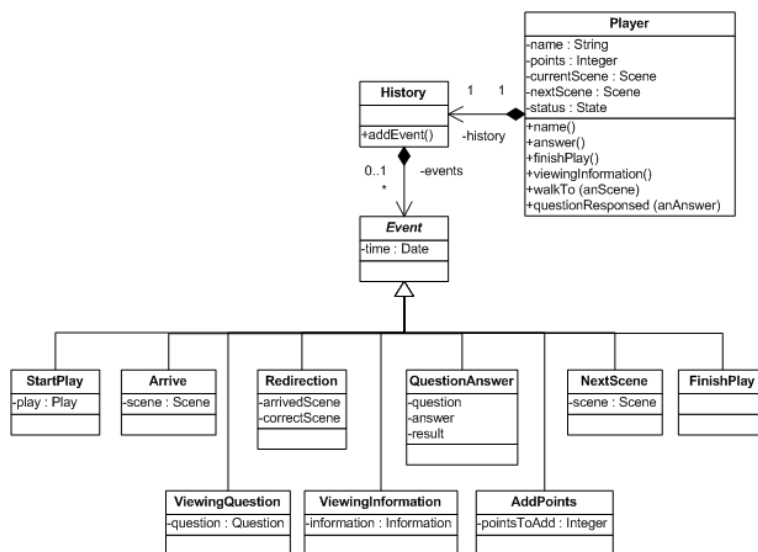 Player
-name : String
-points : Integer
-currentScene : Scene
-nextScene : Scene
-status : State
+name()
+answer()
+finishPlay()
+viewingInformation()
+walkTo (anScene)
+questionResponsed (anAnswer)
History
+addEvent()
1 1
-history
0..1 -events
*
Event
-time : Date
StartPlay
-play : Play
Arrive
-scene : Scene
Redirection
-arrivedScene
-correctScene
QuestionAnswer
-question
-answer
-result
NextScene
-scene : Scene
FinishPlay
ViewingQuestion
-question : Question
ViewingInformation
-information : Information
AddPoints
-pointsToAdd : Integer